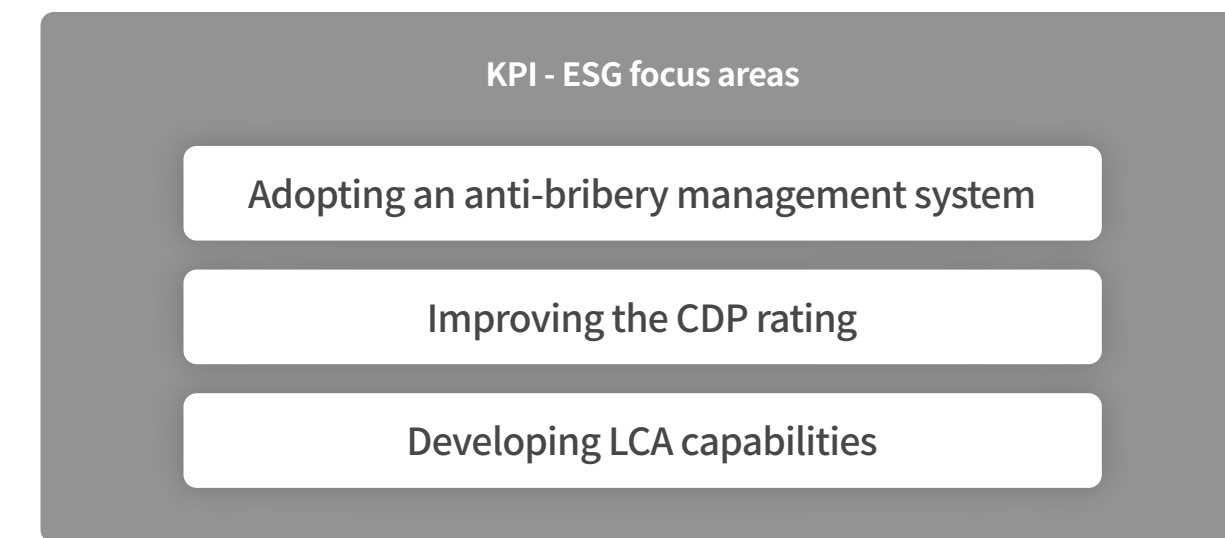 KPI - ESG focus areas
Adopting an anti-bribery management system
Improving the CDP rating
Developing LCA capabilities